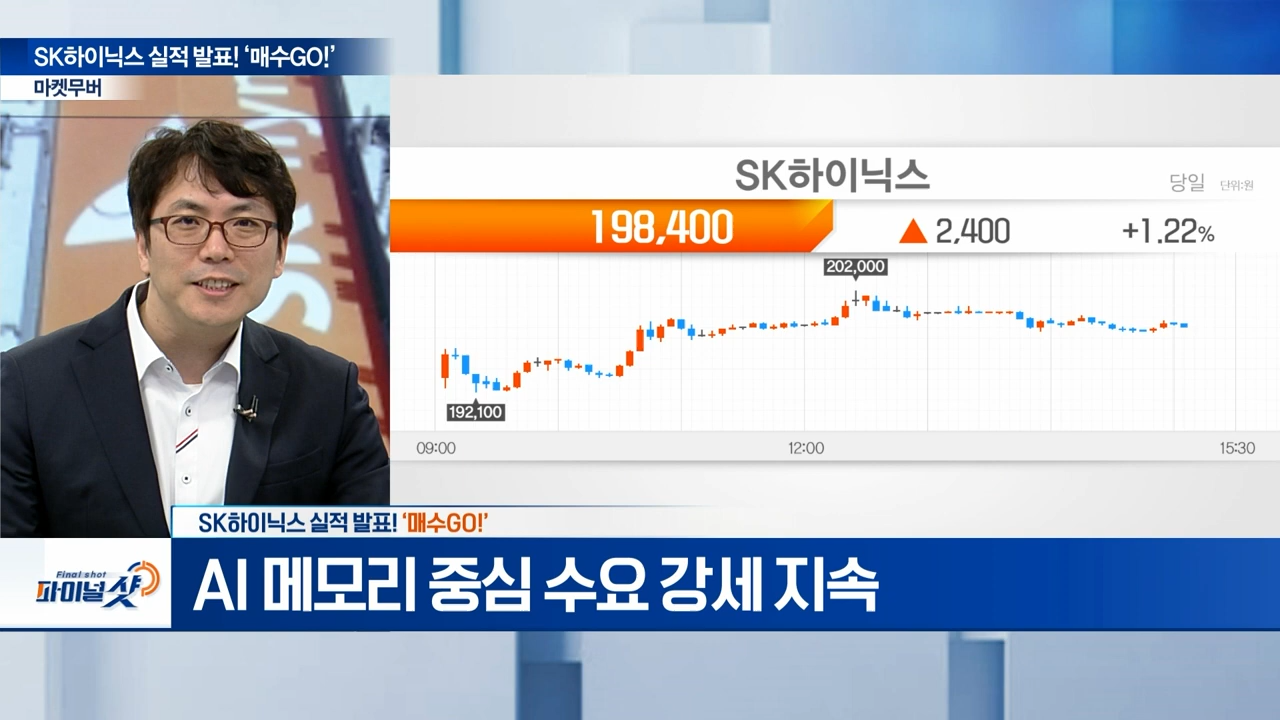 SK하이닉스 실적 발표! ‘매수GO!’
마켓무버
SK하이닉스
당일 단위:원
198,400 ▲ 2,400 +1.22%
202,000
192,100
09:00 12:00 15:30
SK하이닉스 실적 발표! ‘매수GO!’
Final shot
파이널샷
AI 메모리 중심 수요 강세 지속